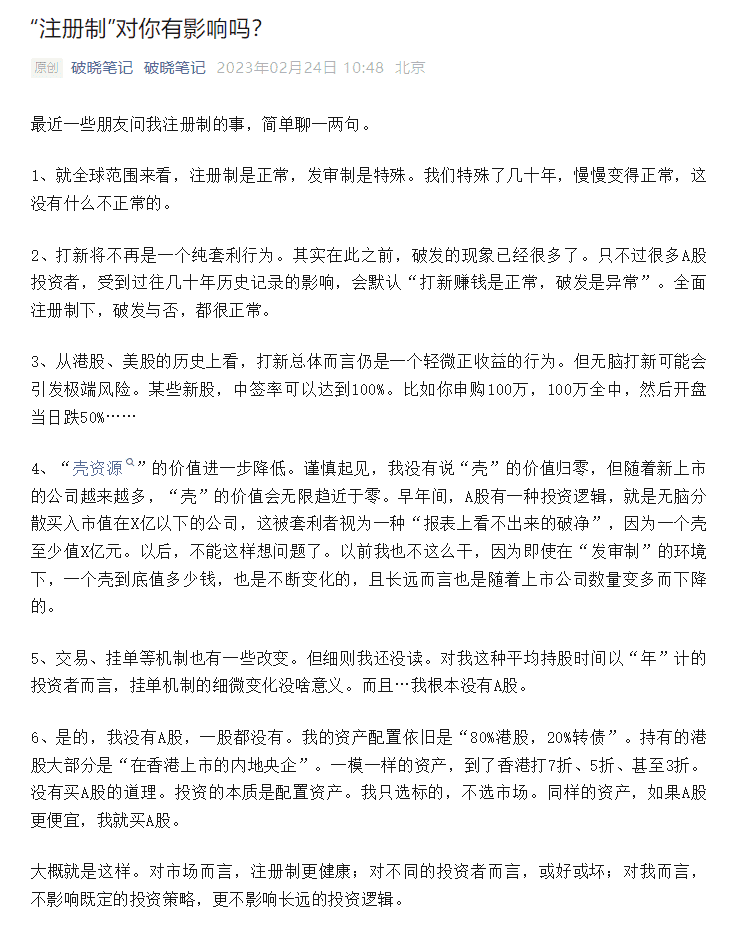 “注册制”对你有影响吗？
原创 破晓笔记 破晓笔记 2023年02月24日 10:48 北京
最近一些朋友问我注册制的事，简单聊一两句。
1、就全球范围来看，注册制是正常，发审制是特殊。我们特殊了几十年，慢慢变得正常，这
没有什么不正常的。
2、打新将不再是一个纯套利行为。其实在此之前，破发的现象已经很多了。只不过很多A股
投资者，受到过往几十年历史记录的影响，会默认“打新赚钱是正常，破发是异常”。全面
注册制下，破发与否，都很正常。
3、从港股、美股的历史上看，打新总体而言仍是一个轻微正收益的行为。但无脑打新可能会
引发极端风险。某些新股，中签率可以达到100%。比如你申购100万，100万全中，然后开盘
当日跌50%……
4、“壳资源”的价值进一步降低。谨慎起见，我没有说“壳”的价值归零，但随着新上市
的公司越来越多，“壳”的价值会无限趋近于零。早年间，A股有一种投资逻辑，就是无脑分
散买入市值在X亿以下的公司，这被套利者视为一种“报表上看不出来的破净”，因为一个壳
至少值X亿元。以后，不能这样想问题了。以前我也不这么干，因为即使在“发审制”的环境
下，一个壳到底值多少钱，也是不断变化的，且长远而言也是随着上市公司数量变多而下降
的。
5、交易、挂单等机制也有一些改变。但细则我还没读。对我这种平均持股时间以“年”计的
投资者而言，挂单机制的细微变化没啥意义。而且…我根本没有A股。
6、是的，我没有A股，一股都没有。我的资产配置依旧是“80%港股，20%转债”。持有的港
股大部分是“在香港上市的内地央企”。一模一样的资产，到了香港打7折、5折、甚至3折。
没有买A股的道理。投资的本质是配置资产。我只选标的，不选市场。同样的资产，如果A股
更便宜，我就买A股。
大概就是这样。对市场而言，注册制更健康；对不同的投资者而言，或好或坏；对我而言，
不影响既定的投资策略，更不影响长远的投资逻辑。